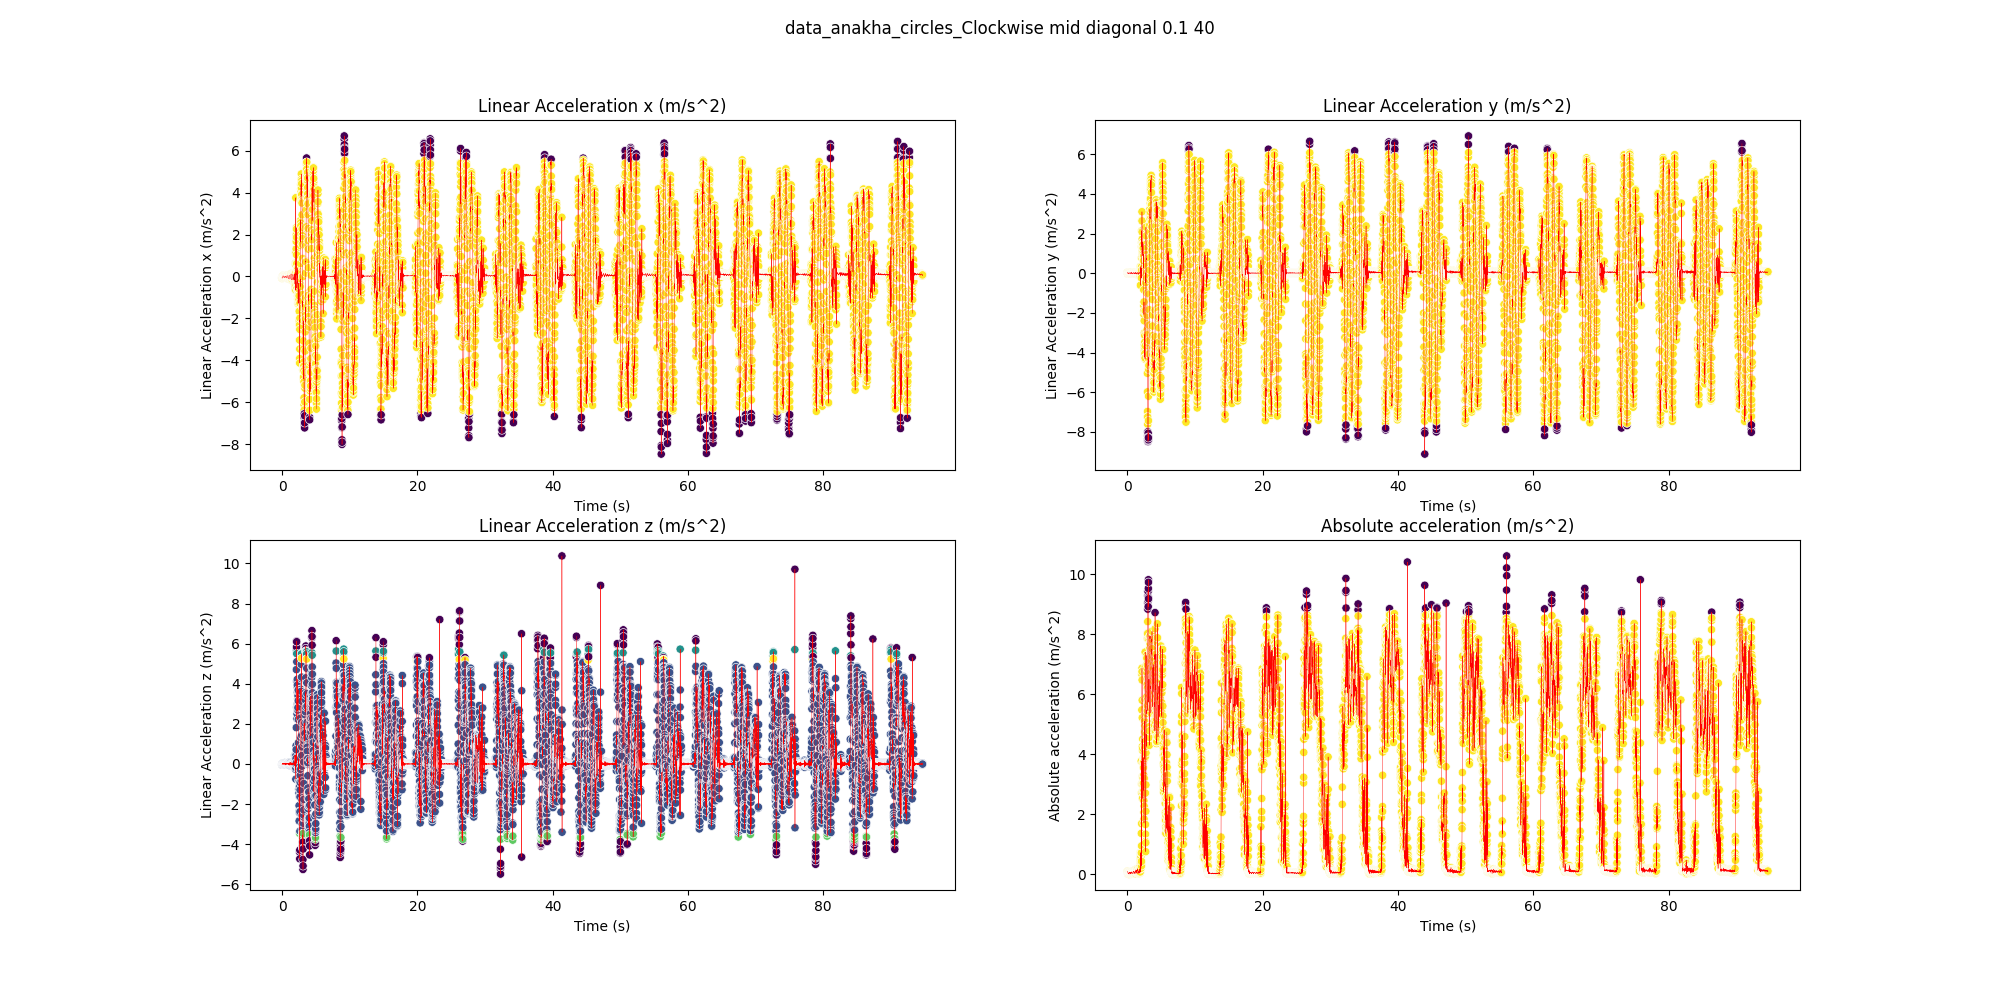 data_anakha_circles_Clockwise mid diagonal 0.1 40
Linear Acceleration x (m/s^2)
Linear Acceleration x (m/s^2)
6
4
2
0
−2
−4
−6
−8
0 20 40 60 80
Time (s)
Linear Acceleration y (m/s^2)
Linear Acceleration y (m/s^2)
6
4
2
0
−2
−4
−6
−8
0 20 40 60 80
Time (s)
Linear Acceleration z (m/s^2)
Linear Acceleration z (m/s^2)
10
8
6
4
2
0
−2
−4
−6
0 20 40 60 80
Time (s)
Absolute acceleration (m/s^2)
Absolute acceleration (m/s^2)
10
8
6
4
2
0
0 20 40 60 80
Time (s)